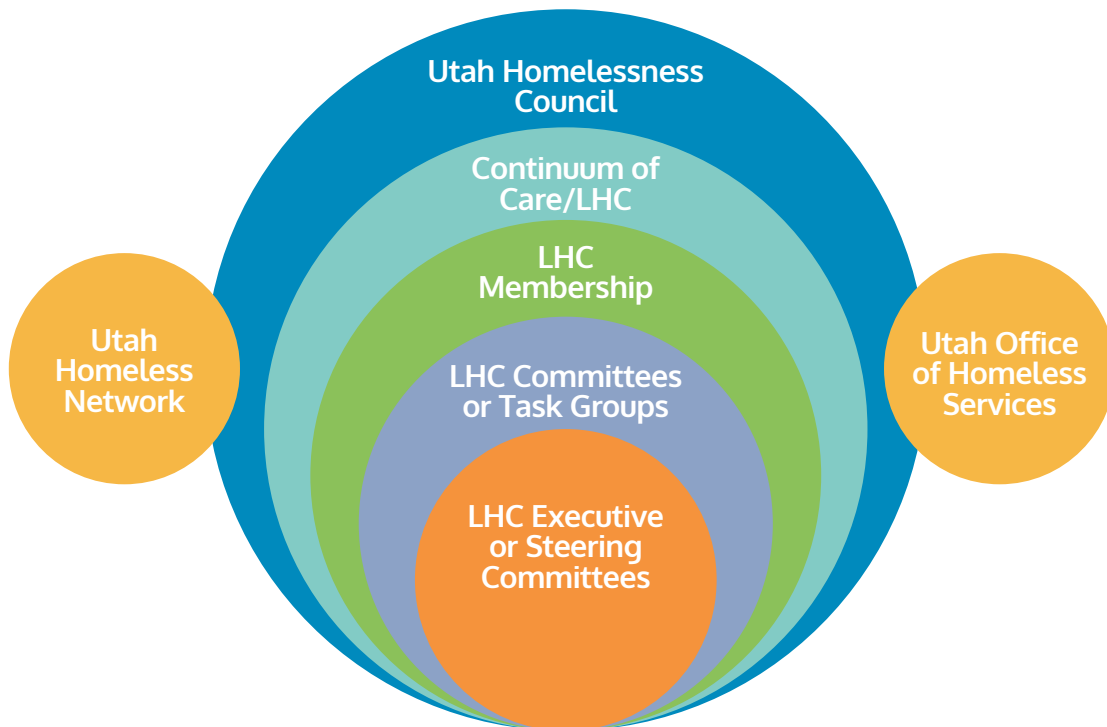 Utah Homelessness
Council
Continuum of
Care/LHC
LHC
Membership
LHC Committees
or Task Groups
LHC Executive
or Steering
Committees
Utah
Homeless
Network
Utah Office
of Homeless
Services